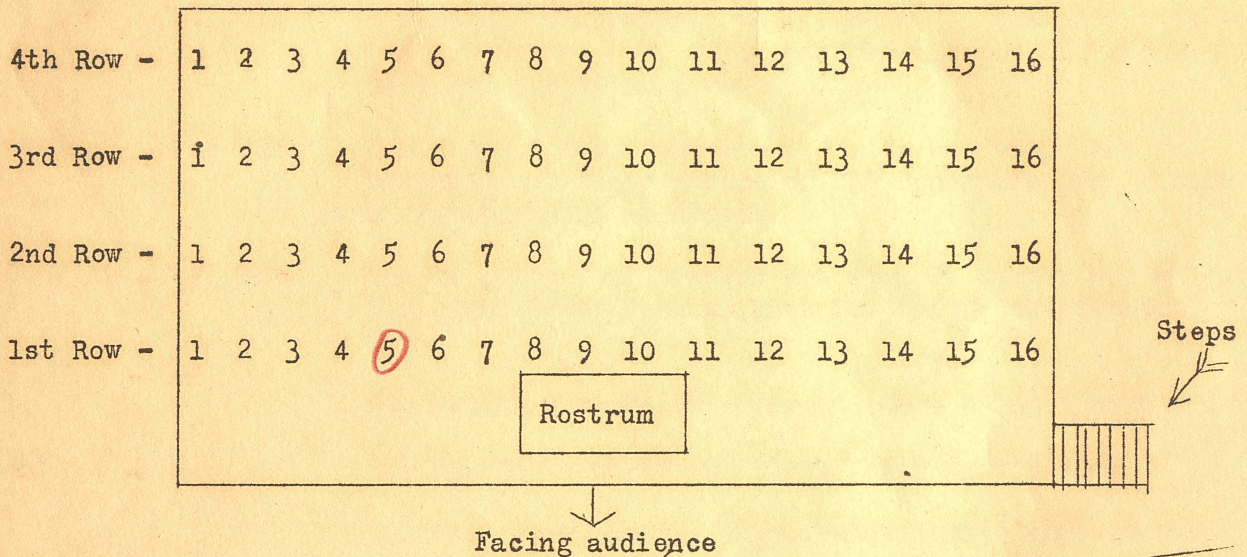 4th Row - 1 2 3 4 5 6 7 8 9 10 11 12 13 14 15 16
3rd Row - 1 2 3 4 5 6 7 8 9 10 11 12 13 14 15 16
2nd Row - 1 2 3 4 5 6 7 8 9 10 11 12 13 14 15 16
1st Row - 1 2 3 4 5 6 7 8 9 10 11 12 13 14 15 16
Steps
Rostrum
Facing audience